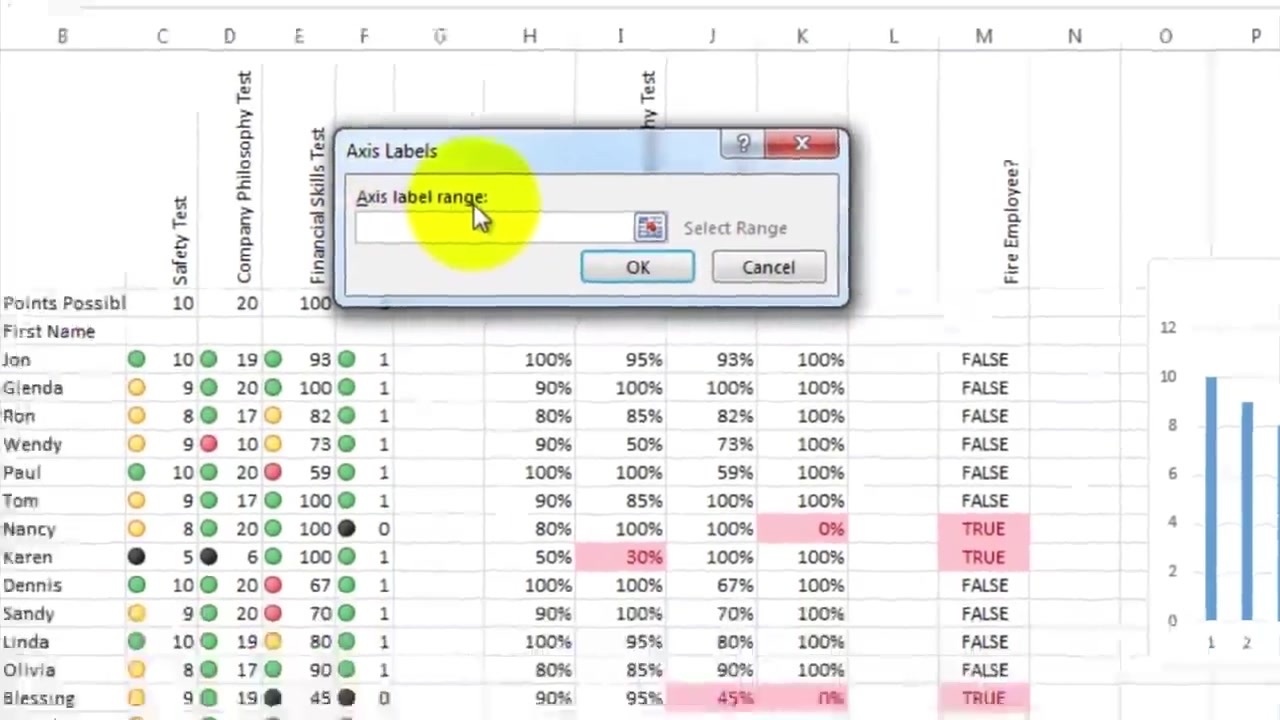 B C D E F G H I J K L M N O P
Safety Test
Company Philosophy Test
Financial Skills Test
hy Test
Fire Employee?
Axis Labels
Axis label range:
Select Range
OK Cancel
Points Possibl 10 20 100
First Name
Jon 10 19 93 1 100% 95% 93% 100% FALSE
Glenda 9 20 100 1 90% 100% 100% 100% FALSE
Ron 8 17 82 1 80% 85% 82% 100% FALSE
Wendy 9 10 73 1 90% 50% 73% 100% FALSE
Paul 10 20 59 1 100% 100% 59% 100% FALSE
Tom 9 17 100 1 90% 85% 100% 100% FALSE
Nancy 8 20 100 0 80% 100% 100% 0% TRUE
Karen 5 6 100 1 50% 30% 100% 100% TRUE
Dennis 10 20 67 1 100% 100% 67% 100% FALSE
Sandy 9 20 70 1 90% 100% 70% 100% FALSE
Linda 10 19 80 1 100% 95% 80% 100% FALSE
Olivia 8 17 90 1 80% 85% 90% 100% FALSE
Blessing 9 19 45 0 90% 95% 45% 0% TRUE
12
10
8
6
4
2
0
1 2